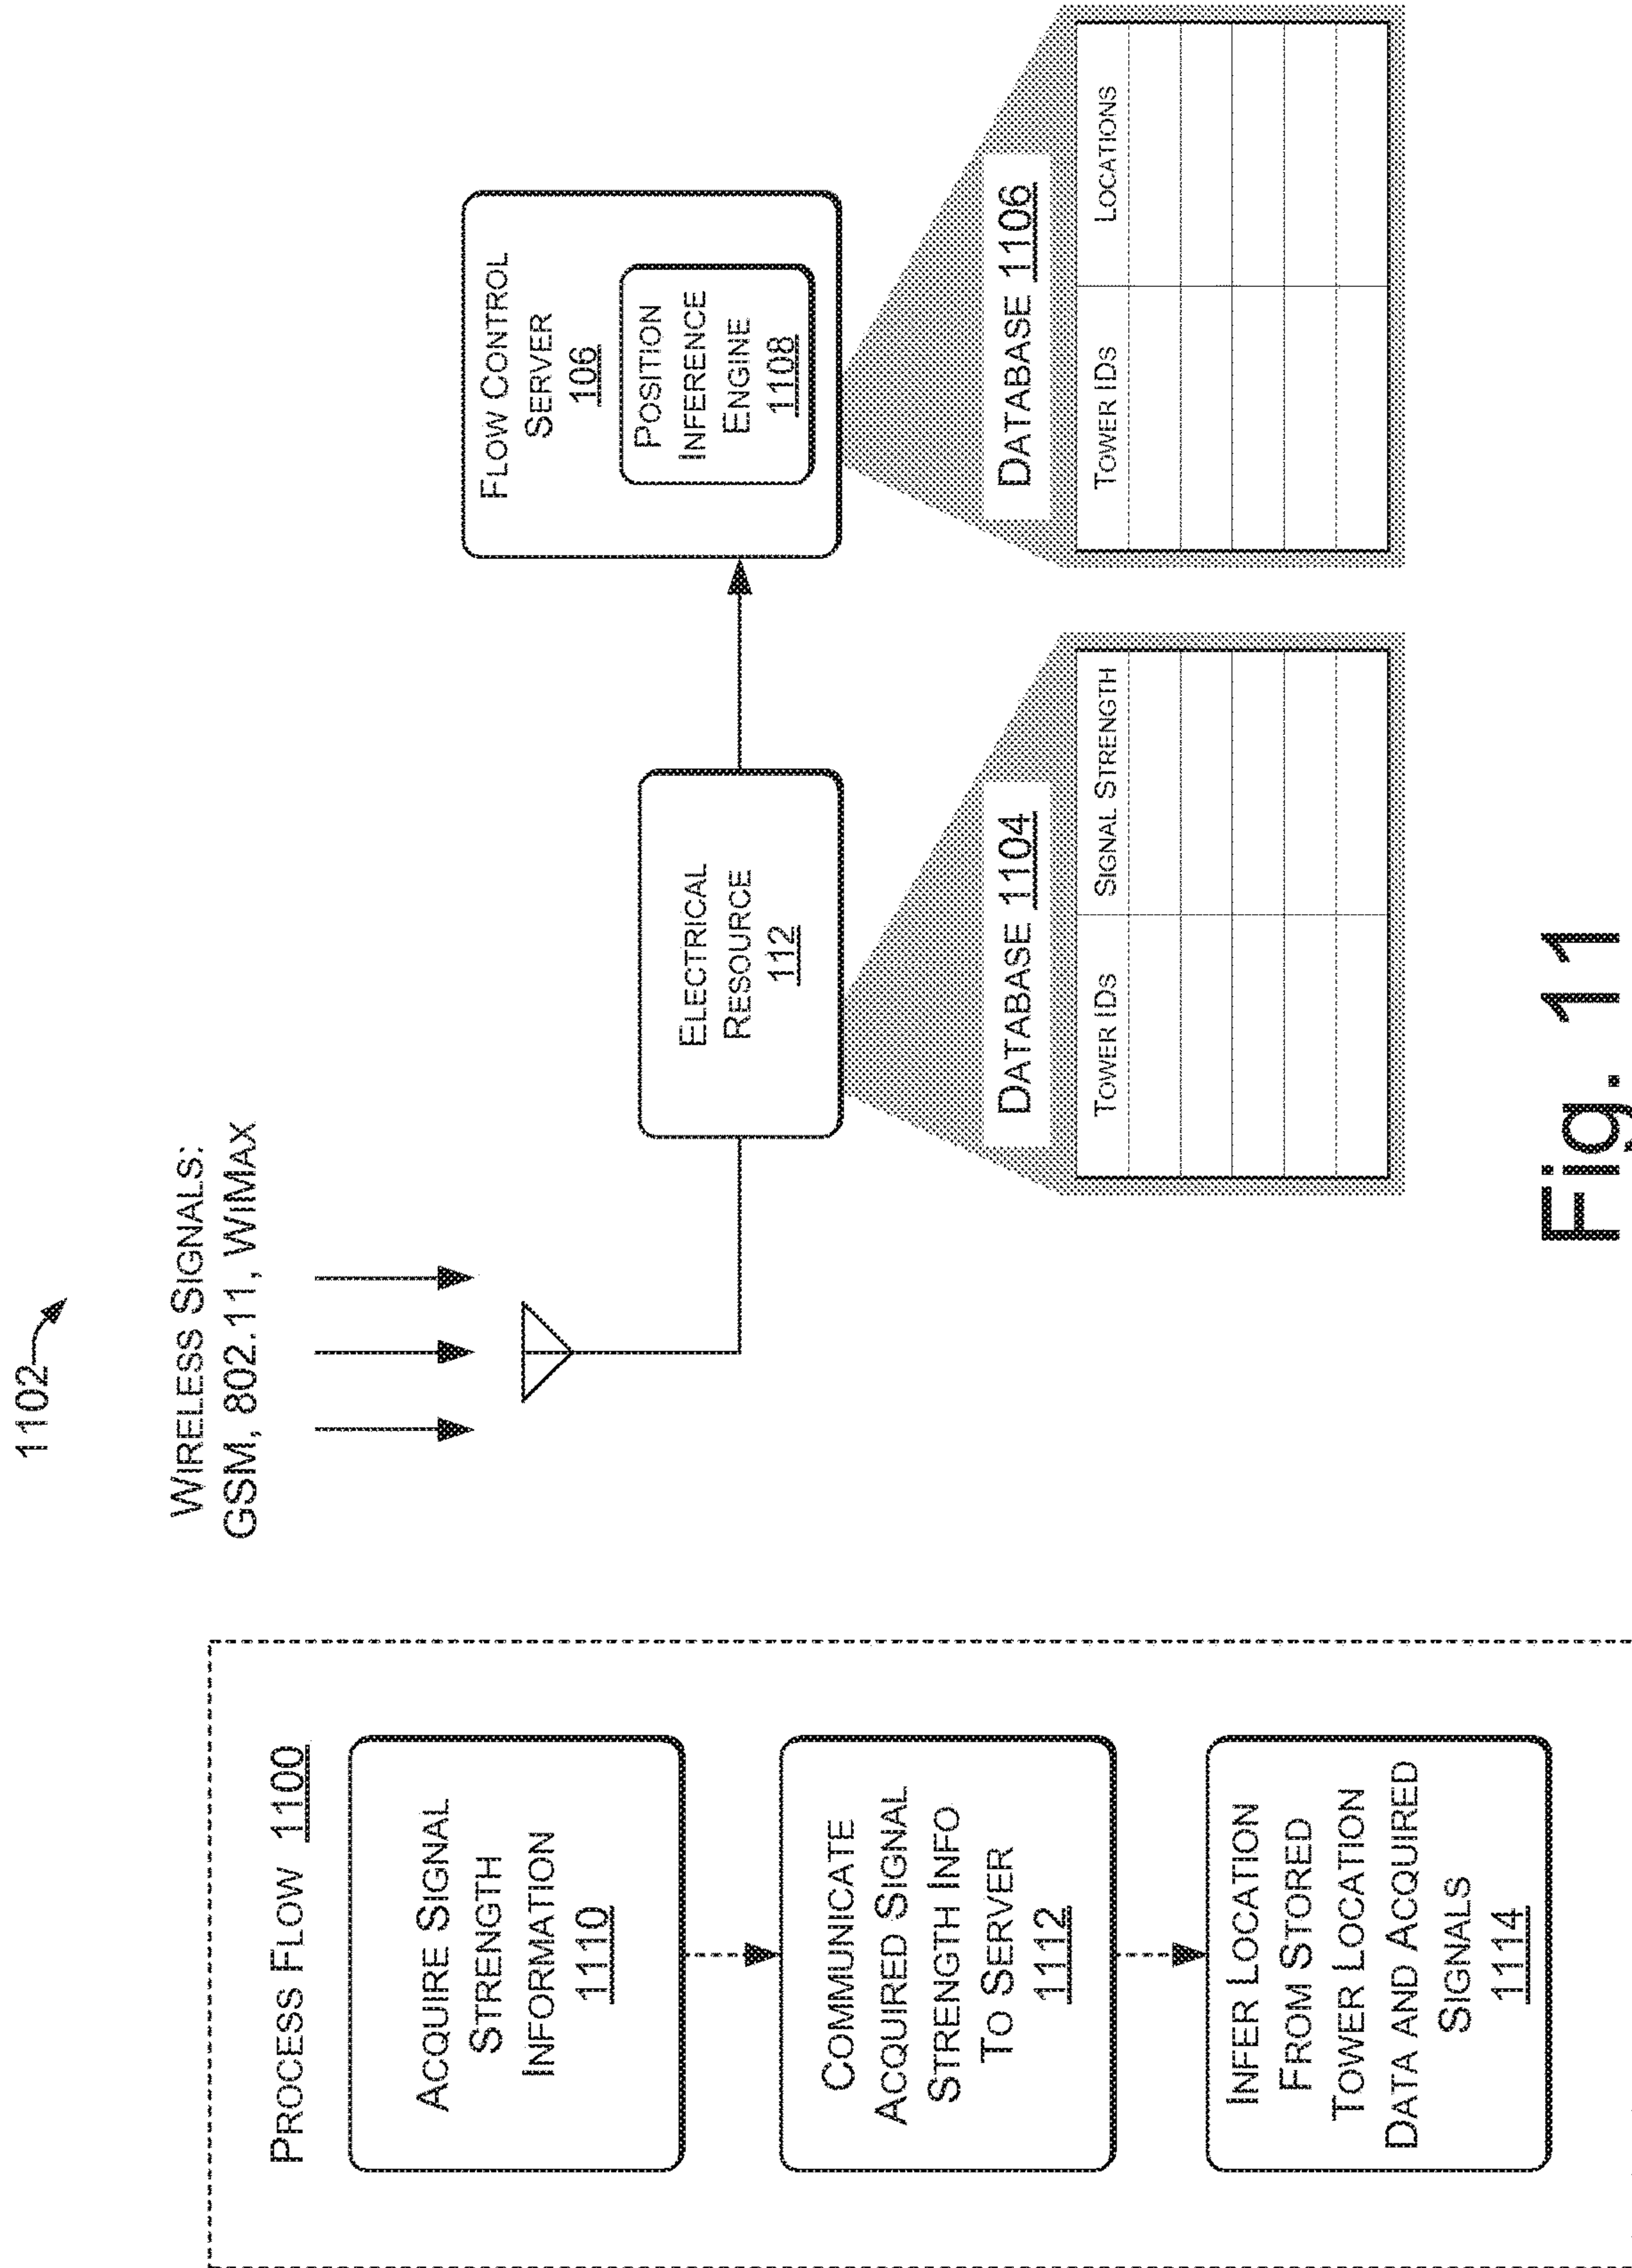 1102
PROCESS FLOW 1100
ACQUIRE SIGNAL
STRENGTH
INFORMATION
1110
COMMUNICATE
ACQUIRED SIGNAL
STRENGTH INFO
TO SERVER
1112
INFER LOCATION
FROM STORED
TOWER LOCATION
DATA AND ACQUIRED
SIGNALS
1114
WIRELESS SIGNALS:
GSM, 802.11, WIMAX
ELECTRICAL
RESOURCE
112
FLOW CONTROL
SERVER
106
POSITION
INFERENCE
ENGINE
1108
DATABASE 1104
TOWER IDS SIGNAL STRENGTH
DATABASE 1106
TOWER IDS LOCATIONS
Fig. 11